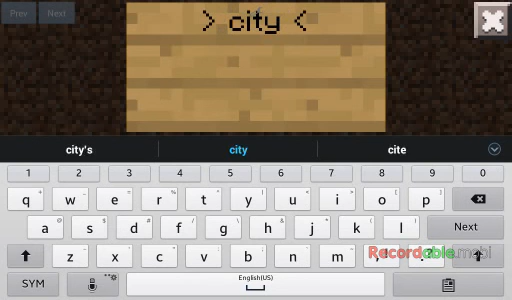 Prev Next
> city <
city's city cite
1 2 3 4 5 6 7 8 9 0
q + w _ e = r % t ^ y | u < i > o [ p ]
a @ s $ d # f / g \ h & j * k ( l ) Next
z x c v b n m ,! .?
Recordable.mobi
SYM English(US)